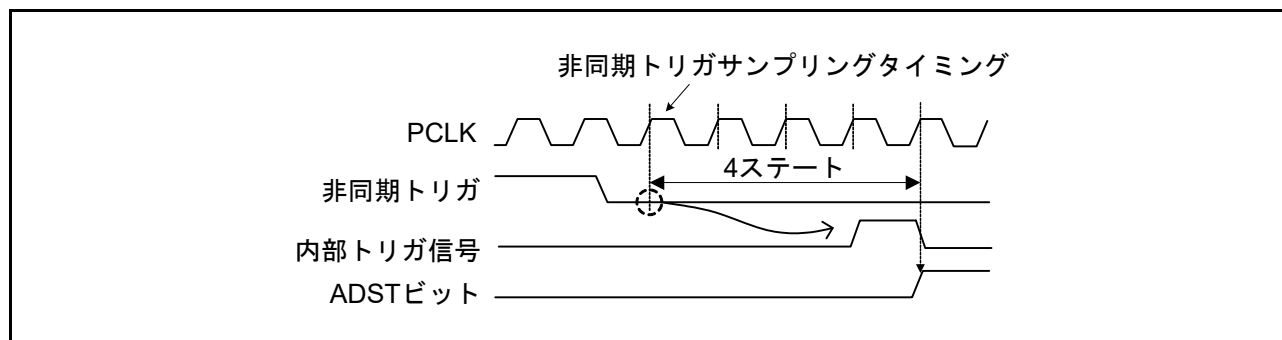 非同期トリガサンプリングタイミング
PCLK
4ステート
非同期トリガ
内部トリガ信号
ADSTビット